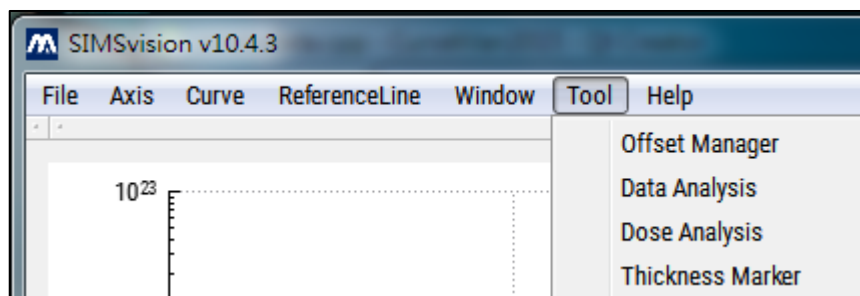 SIMSvision v10.4.3
File Axis Curve ReferenceLine Window Tool Help
Offset Manager
10²³
Data Analysis
Dose Analysis
Thickness Marker